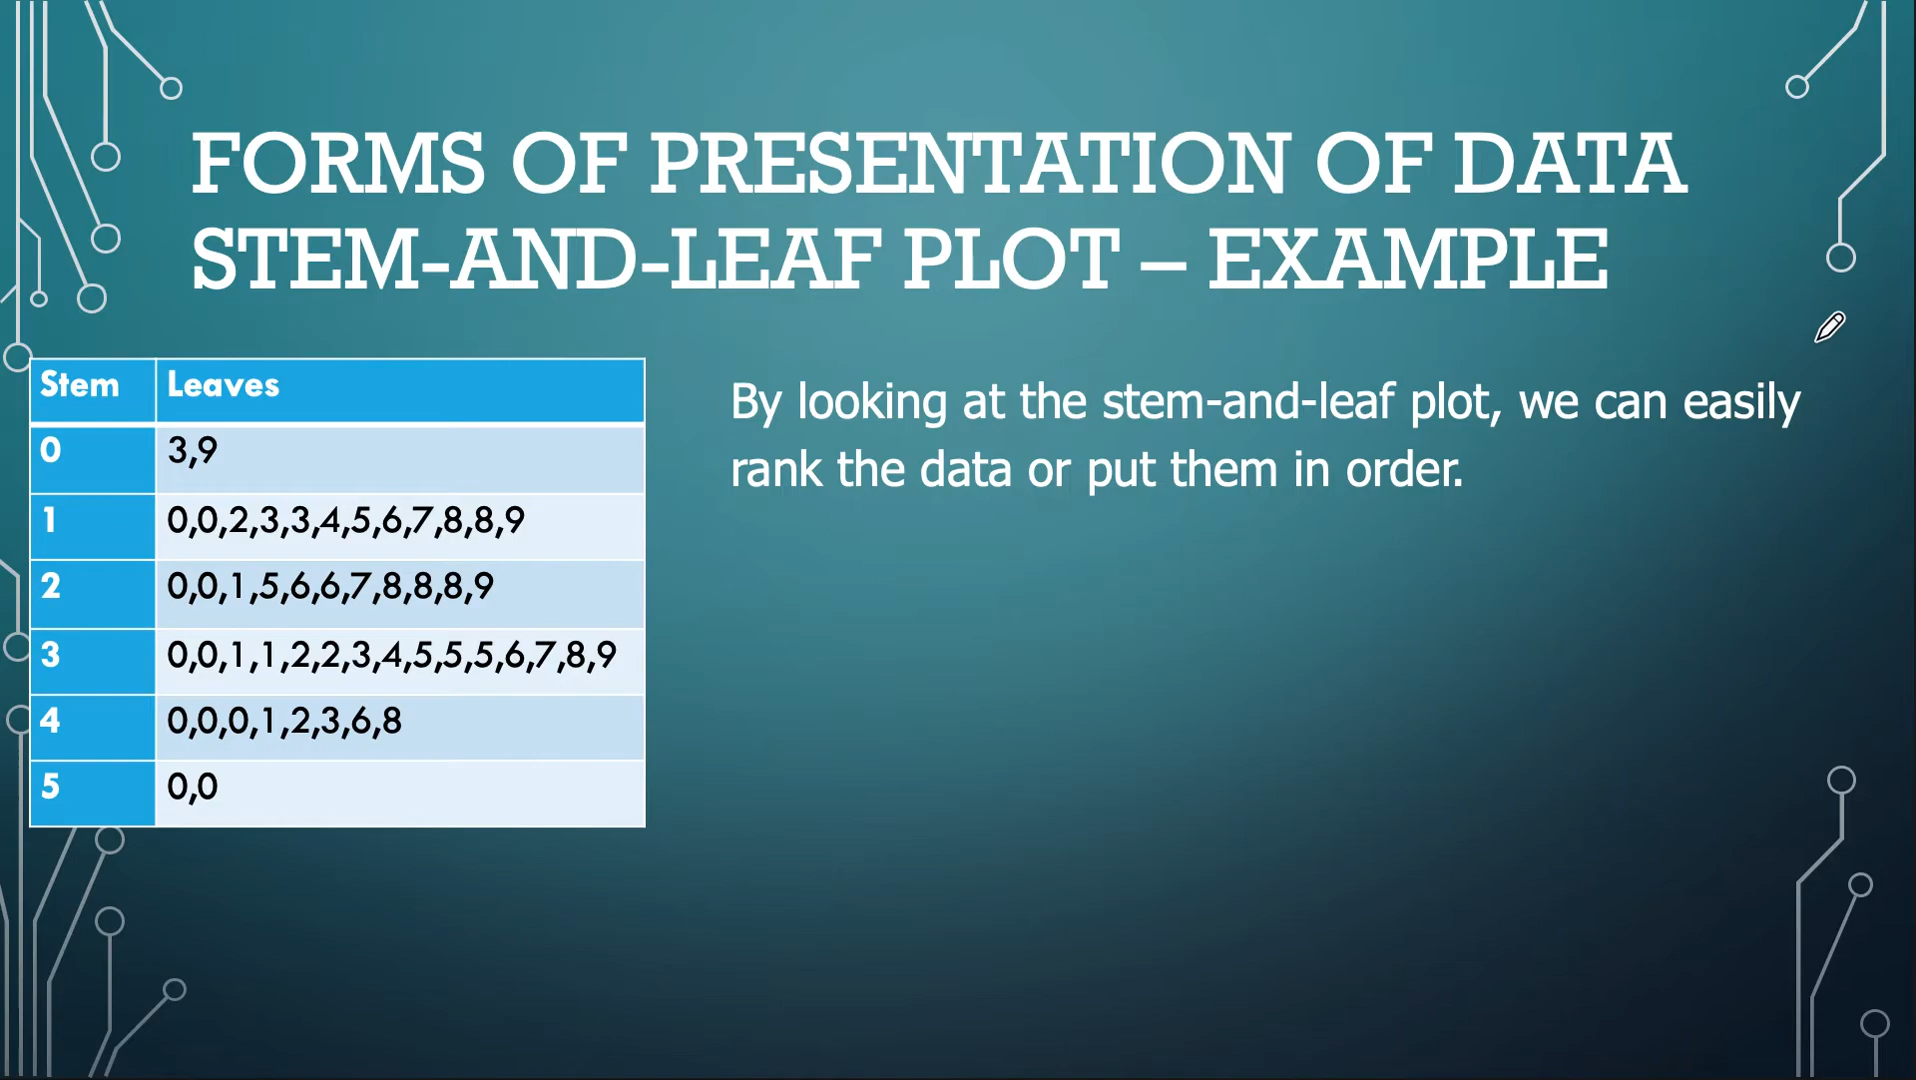 FORMS OF PRESENTATION OF DATA
STEM-AND-LEAF PLOT – EXAMPLE
Stem Leaves
0 3,9
1 0,0,2,3,3,4,5,6,7,8,8,9
2 0,0,1,5,6,6,7,8,8,8,9
3 0,0,1,1,2,2,3,4,5,5,5,6,7,8,9
4 0,0,0,1,2,3,6,8
5 0,0
By looking at the stem-and-leaf plot, we can easily
rank the data or put them in order.